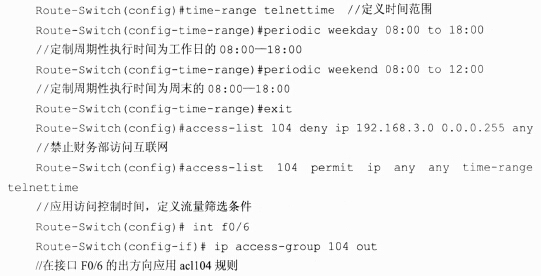 Route-Switch(config)#time-range telnettime //定义时间范围
Route-Switch(config-time-range)#periodic weekday 08:00 to 18:00
//定制周期性执行时间为工作日的 08:00—18:00
Route-Switch(config-time-range)#periodic weekend 08:00 to 12:00
//定制周期性执行时间为周末的 08:00—18:00
Route-Switch(config-time-range)#exit
Route-Switch(config)#access-list 104 deny ip 192.168.3.0 0.0.0.255 any
//禁止财务部访问互联网
Route-Switch(config)#access-list 104 permit ip any any time-range
telnettime
//应用访问控制时间，定义流量筛选条件
Route-Switch(config)# int f0/6
Route-Switch(config-if)# ip access-group 104 out
//在接口 F0/6 的出方向应用 acl104 规则